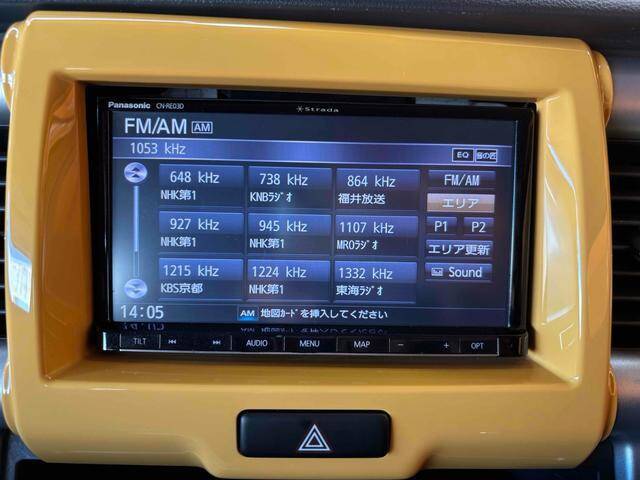 Panasonic CN-RE03D
Strada
FM/AM AM
1053 kHz
EQ 音の匠
648 kHz 738 kHz 864 kHz FM/AM
NHK第1 KNBラジオ 福井放送 エリア
927 kHz 945 kHz 1107 kHz P1 P2
NHK第1 NHK第1 MROラジオ エリア更新
1215 kHz 1224 kHz 1332 kHz Sound
KBS京都 NHK第1 東海ラジオ
14:05 AM 地図カードを挿入してください
TILT AUDIO MENU MAP − + OPT